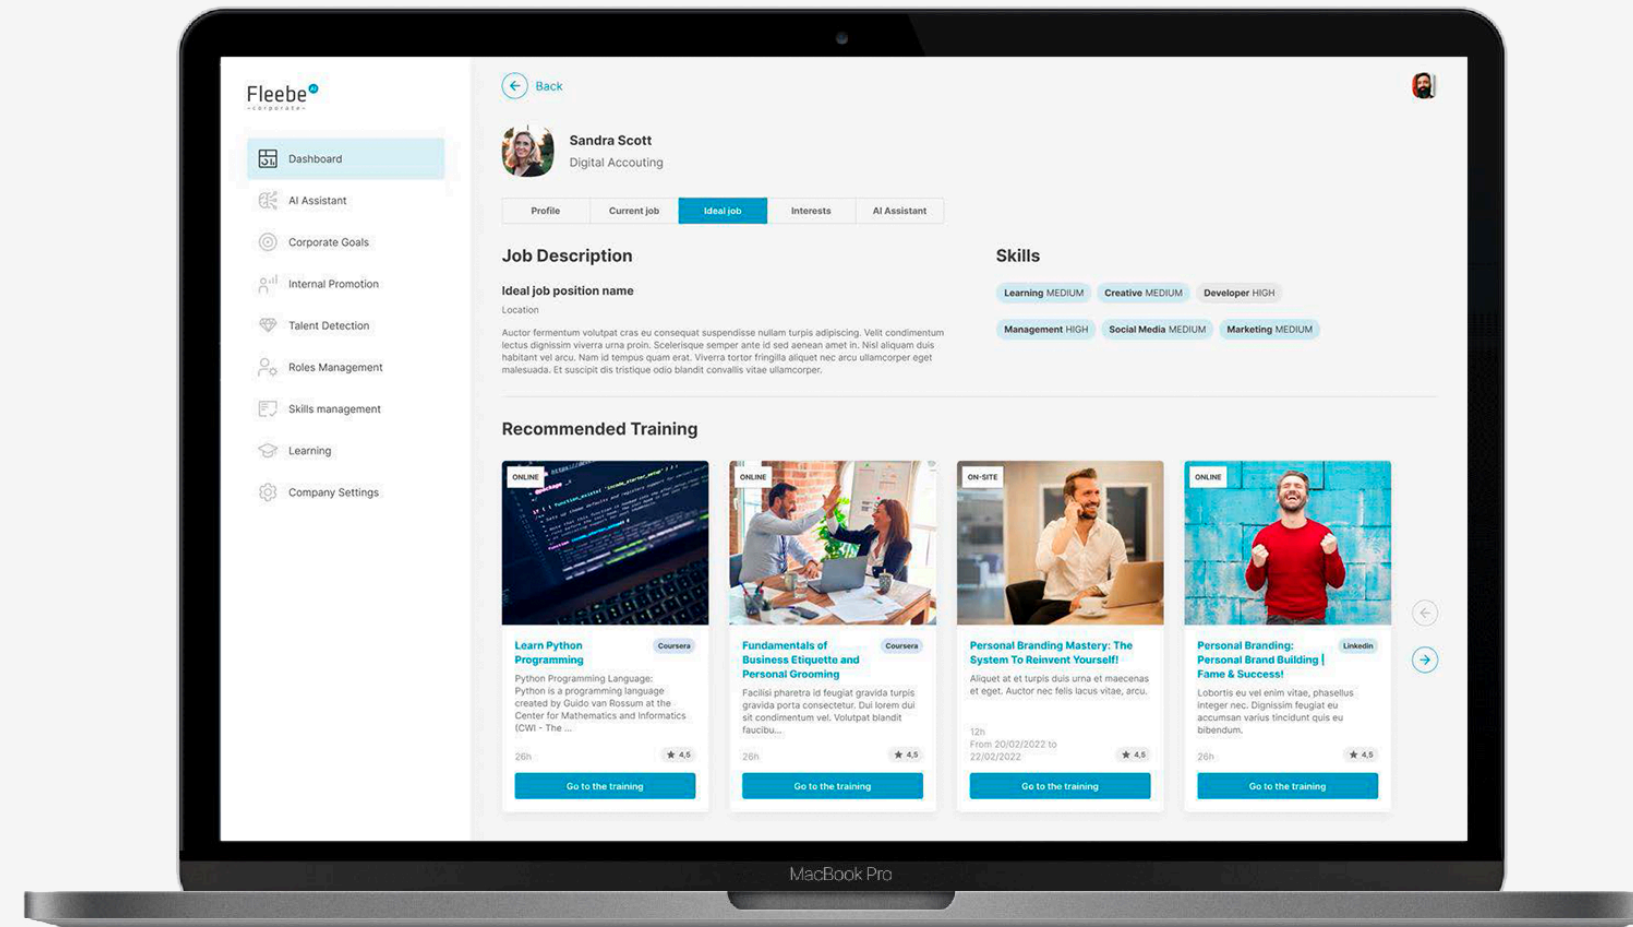 Fleebe AI
-corporate-
Dashboard
AI Assistant
Corporate Goals
Internal Promotion
Talent Detection
Roles Management
Skills management
Learning
Company Settings
Back
Sandra Scott
Digital Accouting
Profile
Current job
Ideal job
Interests
AI Assistant
Job Description
Ideal job position name
Location
Auctor fermentum volutpat cras eu consequat suspendisse nullam turpis adipiscing. Velit condimentum
lectus dignissim viverra urna proin. Scelerisque semper ante id sed aenean amet in. Nisl aliquam duis
habitant vel arcu. Nam id tempus quam erat. Viverra tortor fringilla aliquet nec arcu ullamcorper eget
malesuada. Et suscipit dis tristique odio blandit convallis vitae ullamcorper.
Skills
Learning MEDIUM
Creative MEDIUM
Developer HIGH
Management HIGH
Social Media MEDIUM
Marketing MEDIUM
Recommended Training
ONLINE
Learn Python
Programming
Coursera
Python Programming Language:
Python is a programming language
created by Guido van Rossum at the
Center for Mathematics and Informatics
(CWI - The ...
26h
★ 4,5
Go to the training
ONLINE
Fundamentals of
Business Etiquette and
Personal Grooming
Coursera
Facilisi pharetra id feugiat gravida turpis
gravida porta consectetur. Dui lorem dui
sit condimentum vel. Volutpat blandit
faucibu...
26h
★ 4,5
Go to the training
ON-SITE
Personal Branding Mastery: The
System To Reinvent Yourself!
Aliquet at et turpis duis urna et maecenas
et eget. Auctor nec felis lacus vitae, arcu.
12h
From 20/02/2022 to
22/02/2022
★ 4,5
Go to the training
ONLINE
Personal Branding:
Personal Brand Building |
Fame & Success!
Linkedin
Lobortis eu vel enim vitae, phasellus
integer nec. Dignissim feugiat eu
accumsan varius tincidunt quis eu
bibendum.
26h
★ 4,5
Go to the training
MacBook Pro